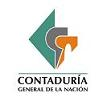 CONTADURÍA
GENERAL DE LA NACIÓN